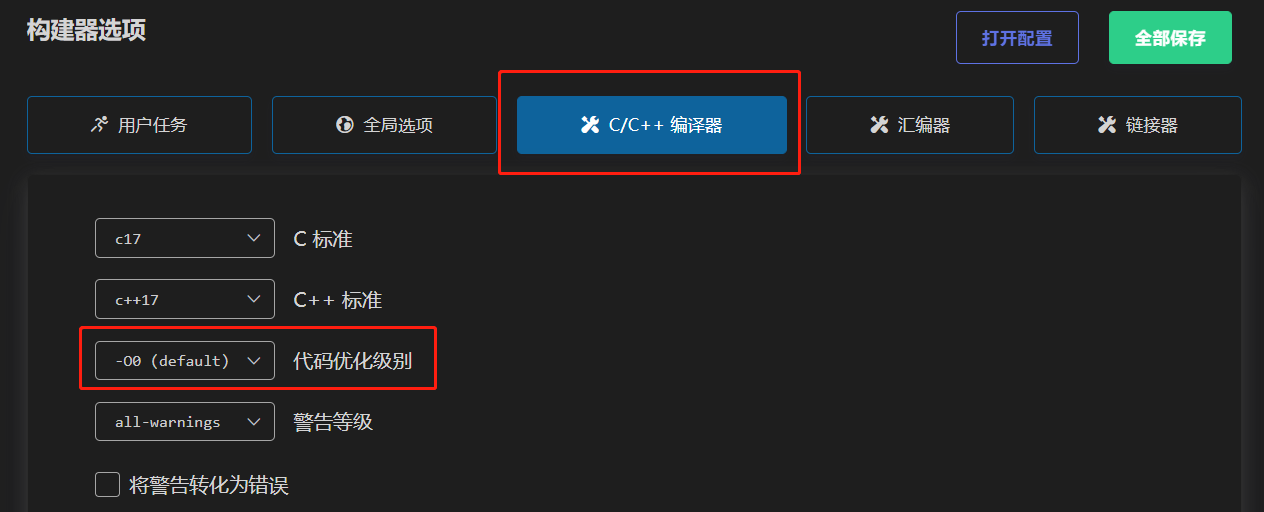 构建器选项
打开配置
全部保存
用户任务
全局选项
C/C++ 编译器
汇编器
链接器
c17 C 标准
c++17 C++ 标准
-O0 (default) 代码优化级别
all-warnings 警告等级
将警告转化为错误